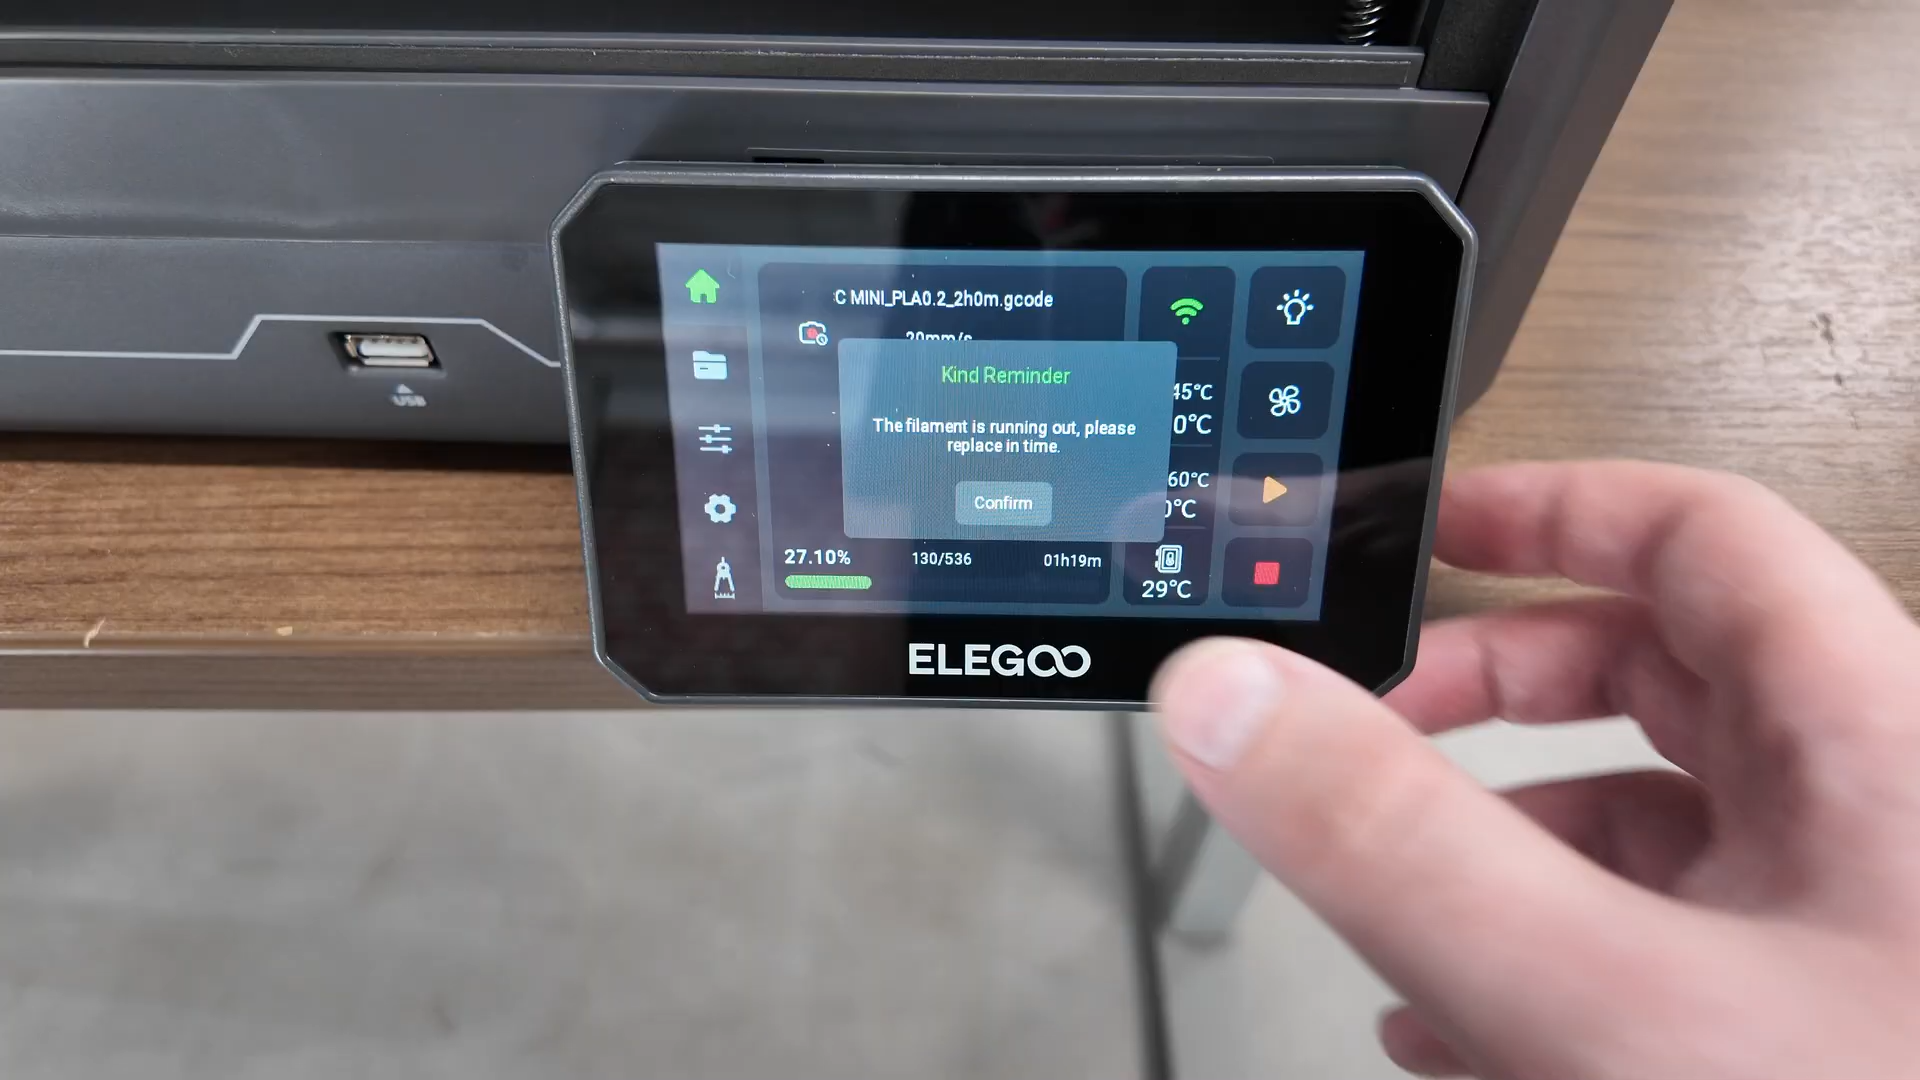 C MINI_PLA0.2_2h0m.gcode
20mm/s
Kind Reminder
The filament is running out, please
replace in time.
Confirm
45°C
0°C
60°C
0°C
27.10%
130/536
01h19m
29°C
ELEGOO
USB